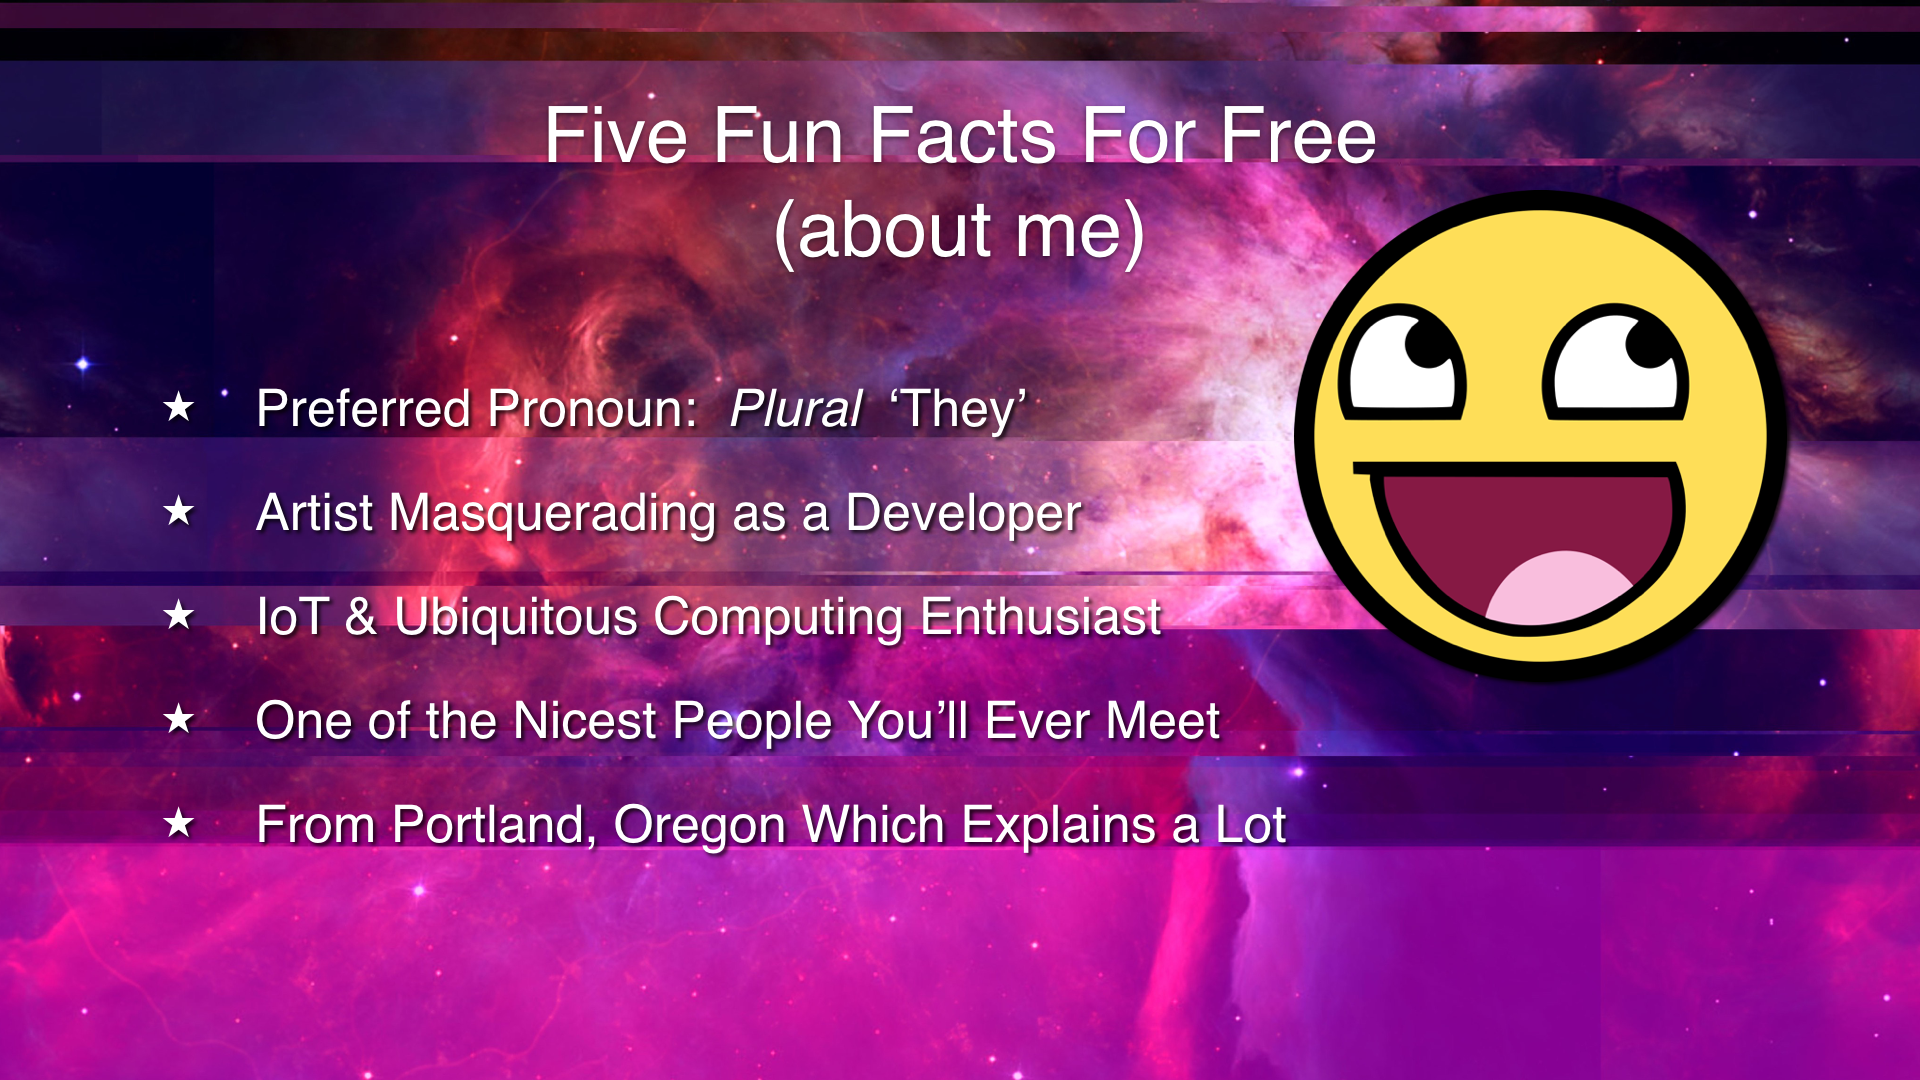 Five Fun Facts For Free
(about me)
★ Preferred Pronoun: Plural ‘They’
★ Artist Masquerading as a Developer
★ IoT & Ubiquitous Computing Enthusiast
★ One of the Nicest People You’ll Ever Meet
★ From Portland, Oregon Which Explains a Lot